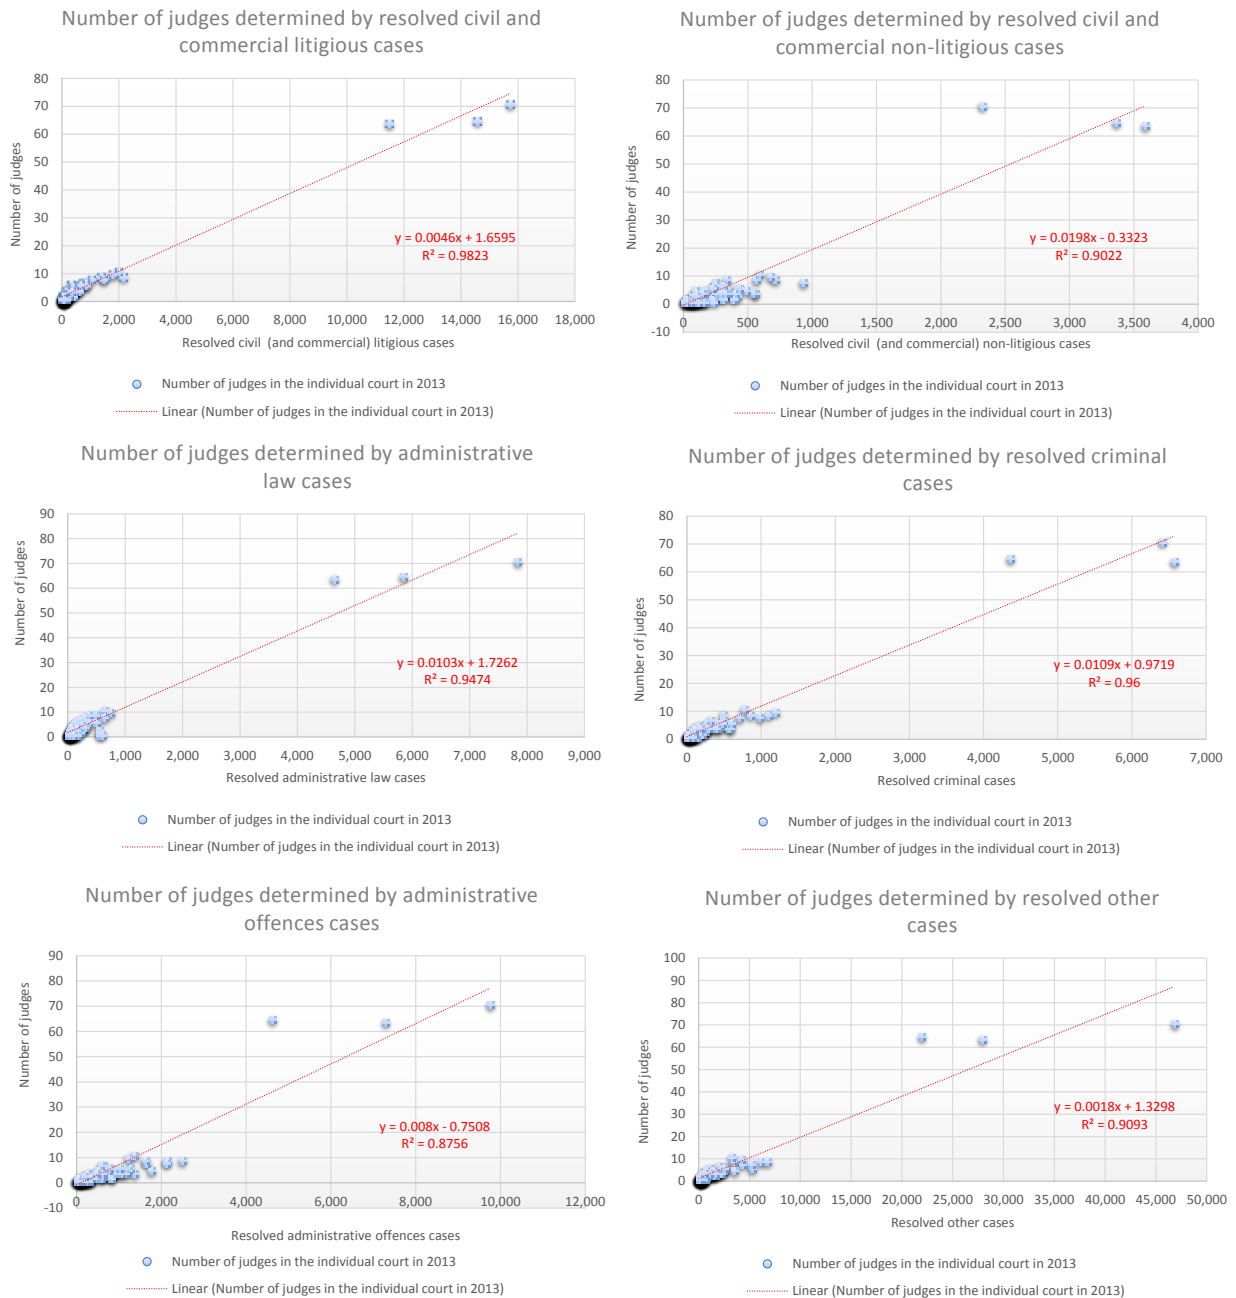 Number of judges determined by resolved civil and
commercial litigious cases
80
70
60
50
40
30
20
10
0
Number of judges
y = 0.0046x + 1.6595
R² = 0.9823
0 2,000 4,000 6,000 8,000 10,000 12,000 14,000 16,000 18,000
Resolved civil (and commercial) litigious cases
Number of judges in the individual court in 2013
Linear (Number of judges in the individual court in 2013)
Number of judges determined by resolved civil and
commercial non-litigious cases
80
70
60
50
40
30
20
10
0
-10
Number of judges
y = 0.0198x - 0.3323
R² = 0.9022
0 500 1,000 1,500 2,000 2,500 3,000 3,500 4,000
Resolved civil (and commercial) non-litigious cases
Number of judges in the individual court in 2013
Linear (Number of judges in the individual court in 2013)
Number of judges determined by administrative
law cases
90
80
70
60
50
40
30
20
10
0
Number of judges
y = 0.0103x + 1.7262
R² = 0.9474
0 1,000 2,000 3,000 4,000 5,000 6,000 7,000 8,000 9,000
Resolved administrative law cases
Number of judges in the individual court in 2013
Linear (Number of judges in the individual court in 2013)
Number of judges determined by resolved criminal
cases
80
70
60
50
40
30
20
10
0
Number of judges
y = 0.0109x + 0.9719
R² = 0.96
0 1,000 2,000 3,000 4,000 5,000 6,000 7,000
Resolved criminal cases
Number of judges in the individual court in 2013
Linear (Number of judges in the individual court in 2013)
Number of judges determined by administrative
offences cases
90
80
70
60
50
40
30
20
10
0
-10
Number of judges
y = 0.008x - 0.7508
R² = 0.8756
0 2,000 4,000 6,000 8,000 10,000 12,000
Resolved administrative offences cases
Number of judges in the individual court in 2013
Linear (Number of judges in the individual court in 2013)
Number of judges determined by resolved other
cases
100
90
80
70
60
50
40
30
20
10
0
Number of judges
y = 0.0018x + 1.3298
R² = 0.9093
0 5,000 10,000 15,000 20,000 25,000 30,000 35,000 40,000 45,000 50,000
Resolved other cases
Number of judges in the individual court in 2013
Linear (Number of judges in the individual court in 2013)